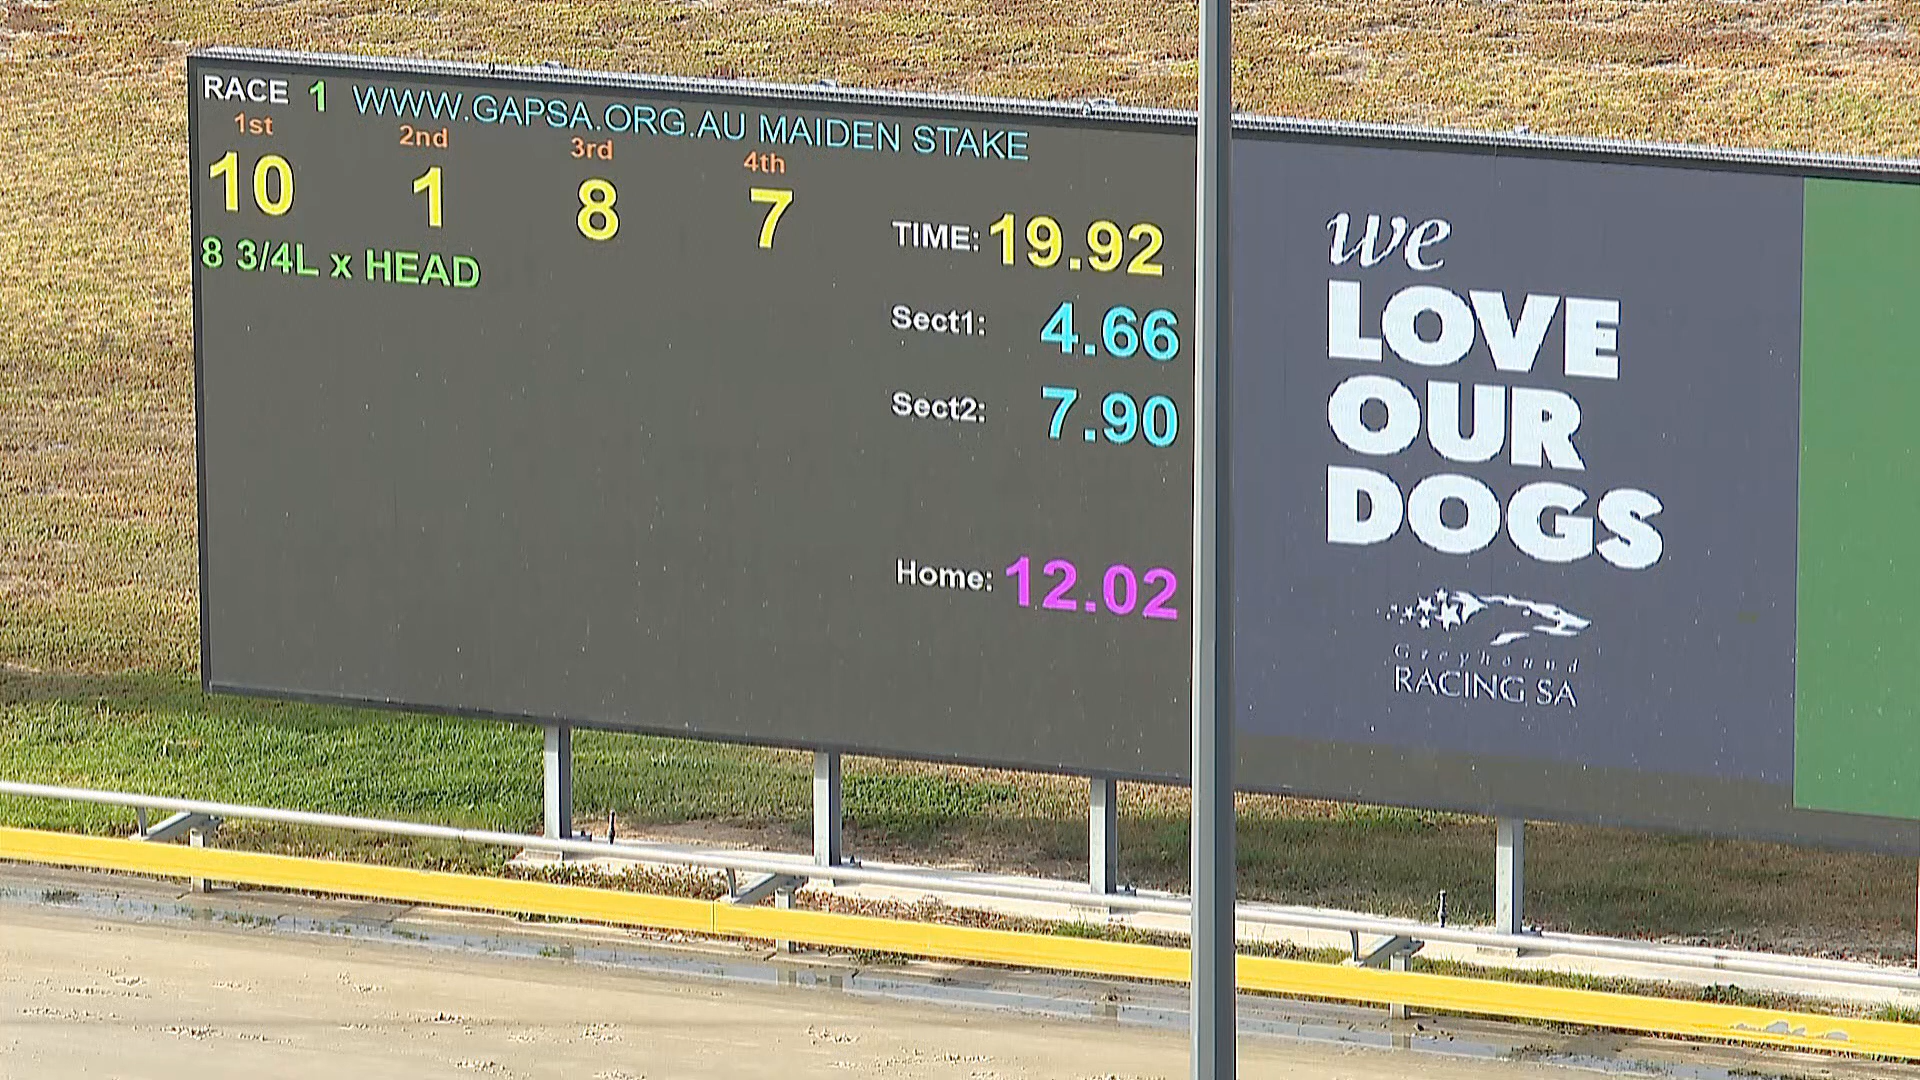 RACE 1 WWW.GAPSA.ORG.AU MAIDEN STAKE
1st 2nd 3rd 4th
10 1 8 7
8 3/4L x HEAD
TIME: 19.92
Sect1: 4.66
Sect2: 7.90
Home: 12.02
we
LOVE
OUR
DOGS
Greyhound
RACING SA